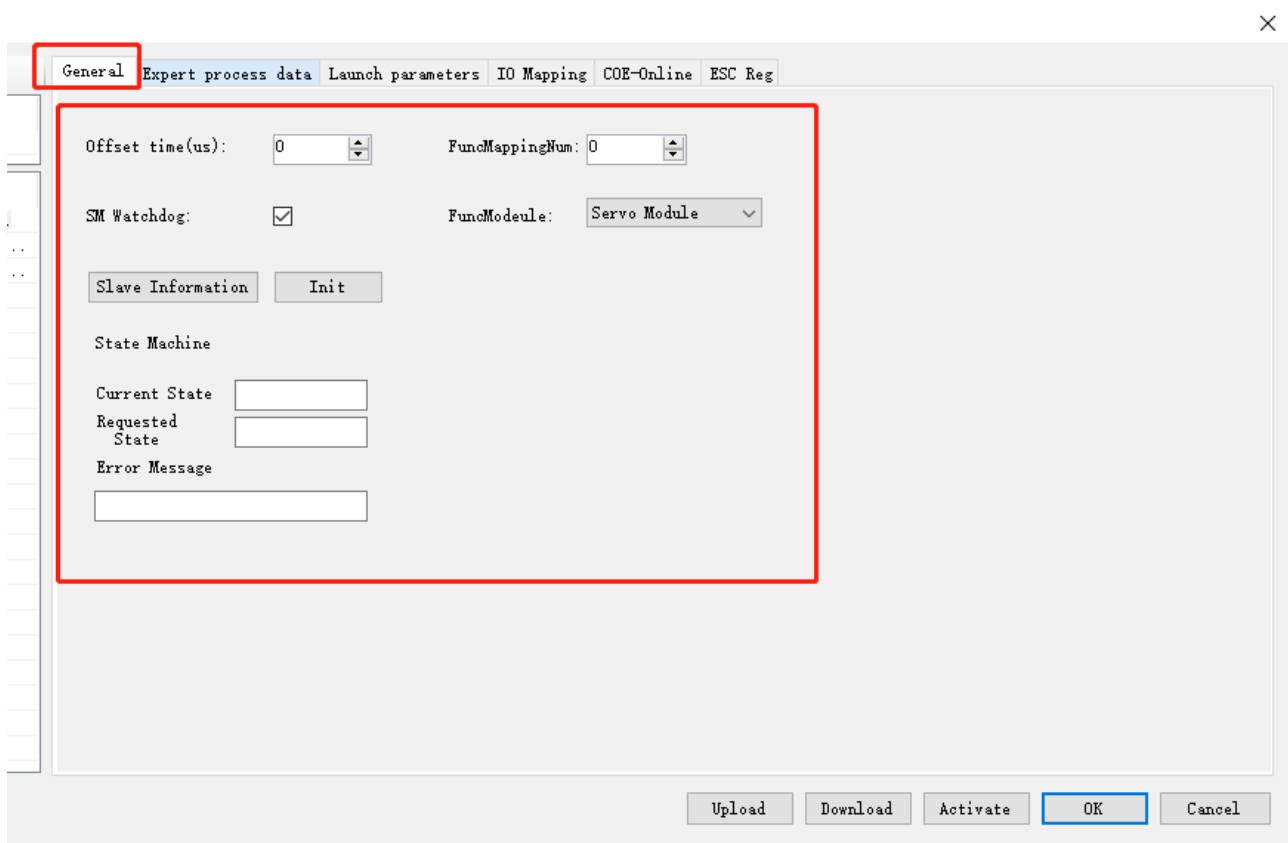 General Expert process data Launch parameters IO Mapping COE-Online ESC Reg
Offset time(us): 0 FuncMappingNum: 0
SM Watchdog: FuncModeule: Servo Module
Slave Information Init
State Machine
Current State
Requested
State
Error Message
Upload Download Activate OK Cancel